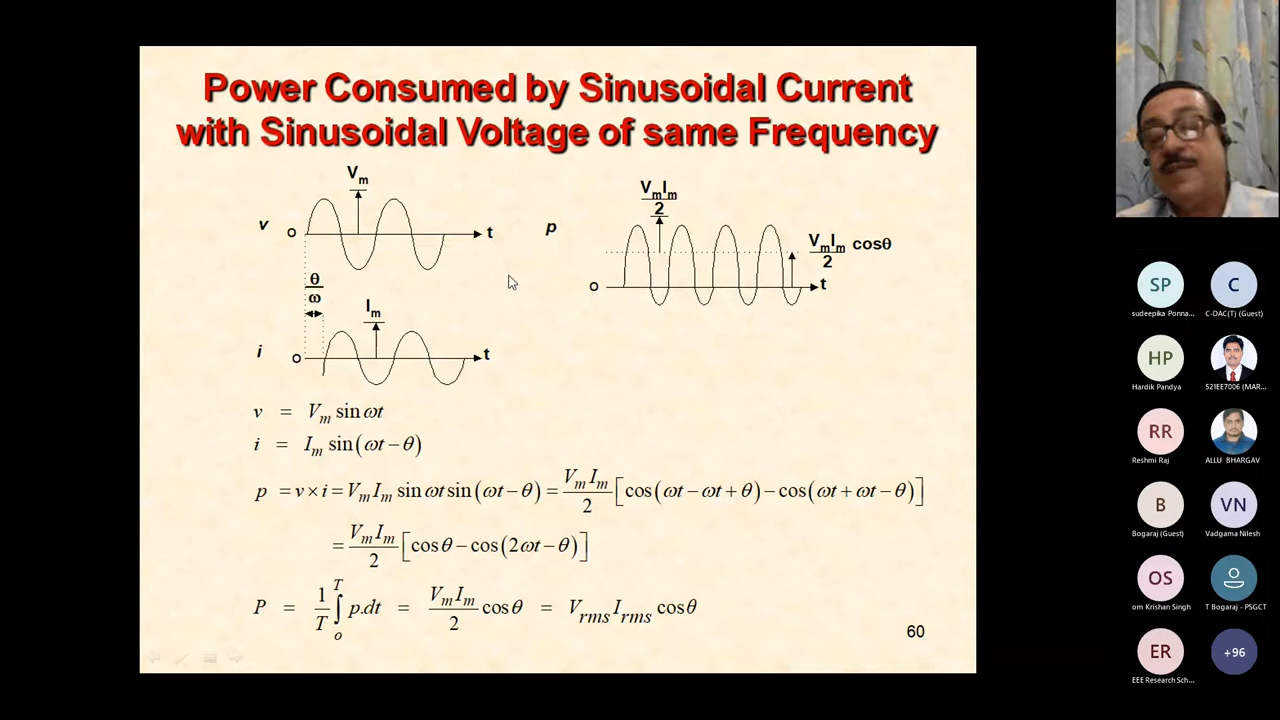 Power Consumed by Sinusoidal Current
with Sinusoidal Voltage of same Frequency
Vm
v
o
t
θ/ω
Im
i
o
t
VmIm/2
p
VmIm/2 cosθ
o
t
v = Vm sin ωt
i = Im sin(ωt − θ)
p = v × i = VmIm sin ωt sin(ωt − θ) = VmIm/2 [cos(ωt − ωt + θ) − cos(ωt + ωt − θ)]
= VmIm/2 [cos θ − cos(2ωt − θ)]
P = 1/T ∫oT p.dt = VmIm/2 cos θ = Vrms Irms cos θ
60
SP
sudeepika Ponna...
C
C-DAC(T) (Guest)
HP
Hardik Pandya
521EE7006 (MAR...
RR
Reshmi Raj
ALLU BHARGAV
B
Bogaraj (Guest)
VN
Vadgama Nilesh
OS
om Krishan Singh
T Bogaraj - PSGCT
ER
EEE Research Sch...
+96